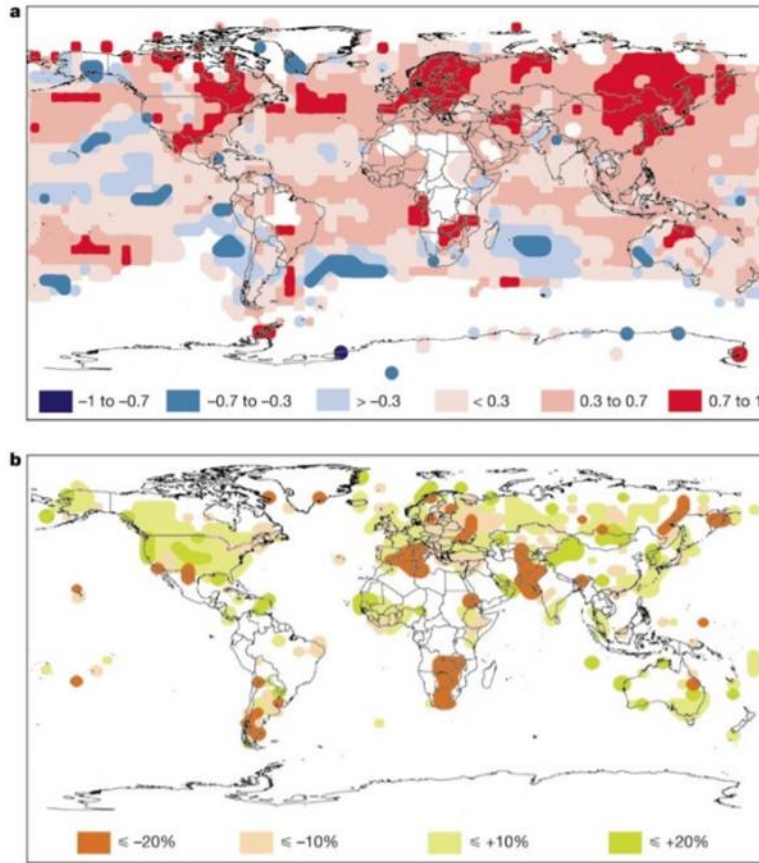 a
–1 to –0.7 –0.7 to –0.3 > –0.3 < 0.3 0.3 to 0.7 0.7 to 1
b
⩽ –20% ⩽ –10% ⩽ +10% ⩽ +20%